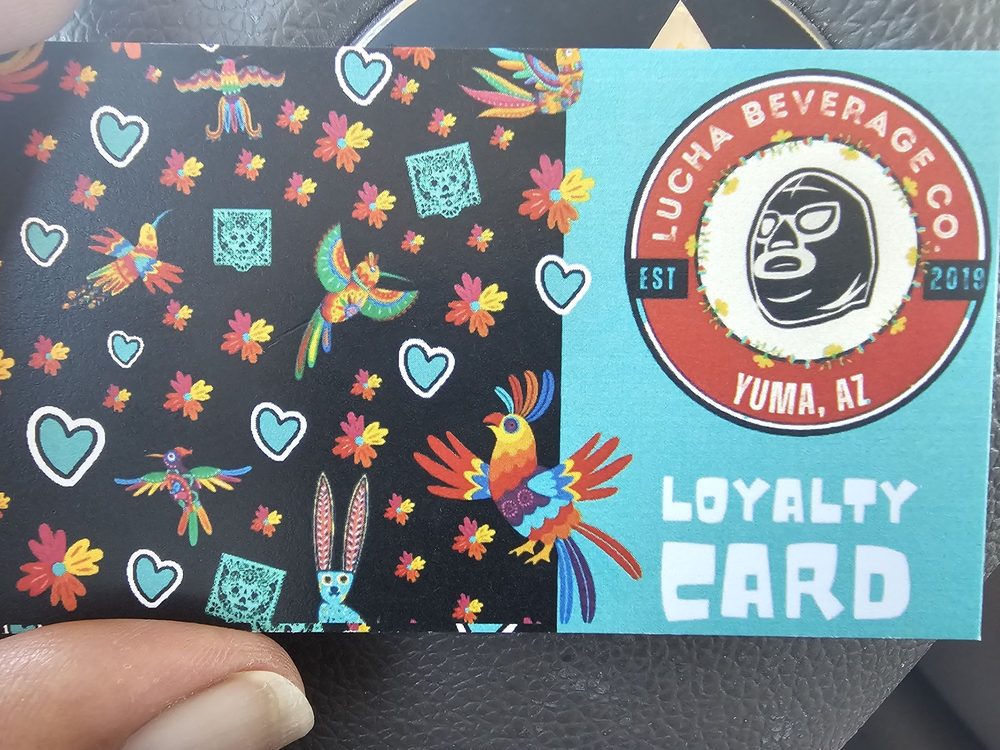 LUCHA BEVERAGE CO.
EST 2019
YUMA, AZ
LOYALTY
CARD